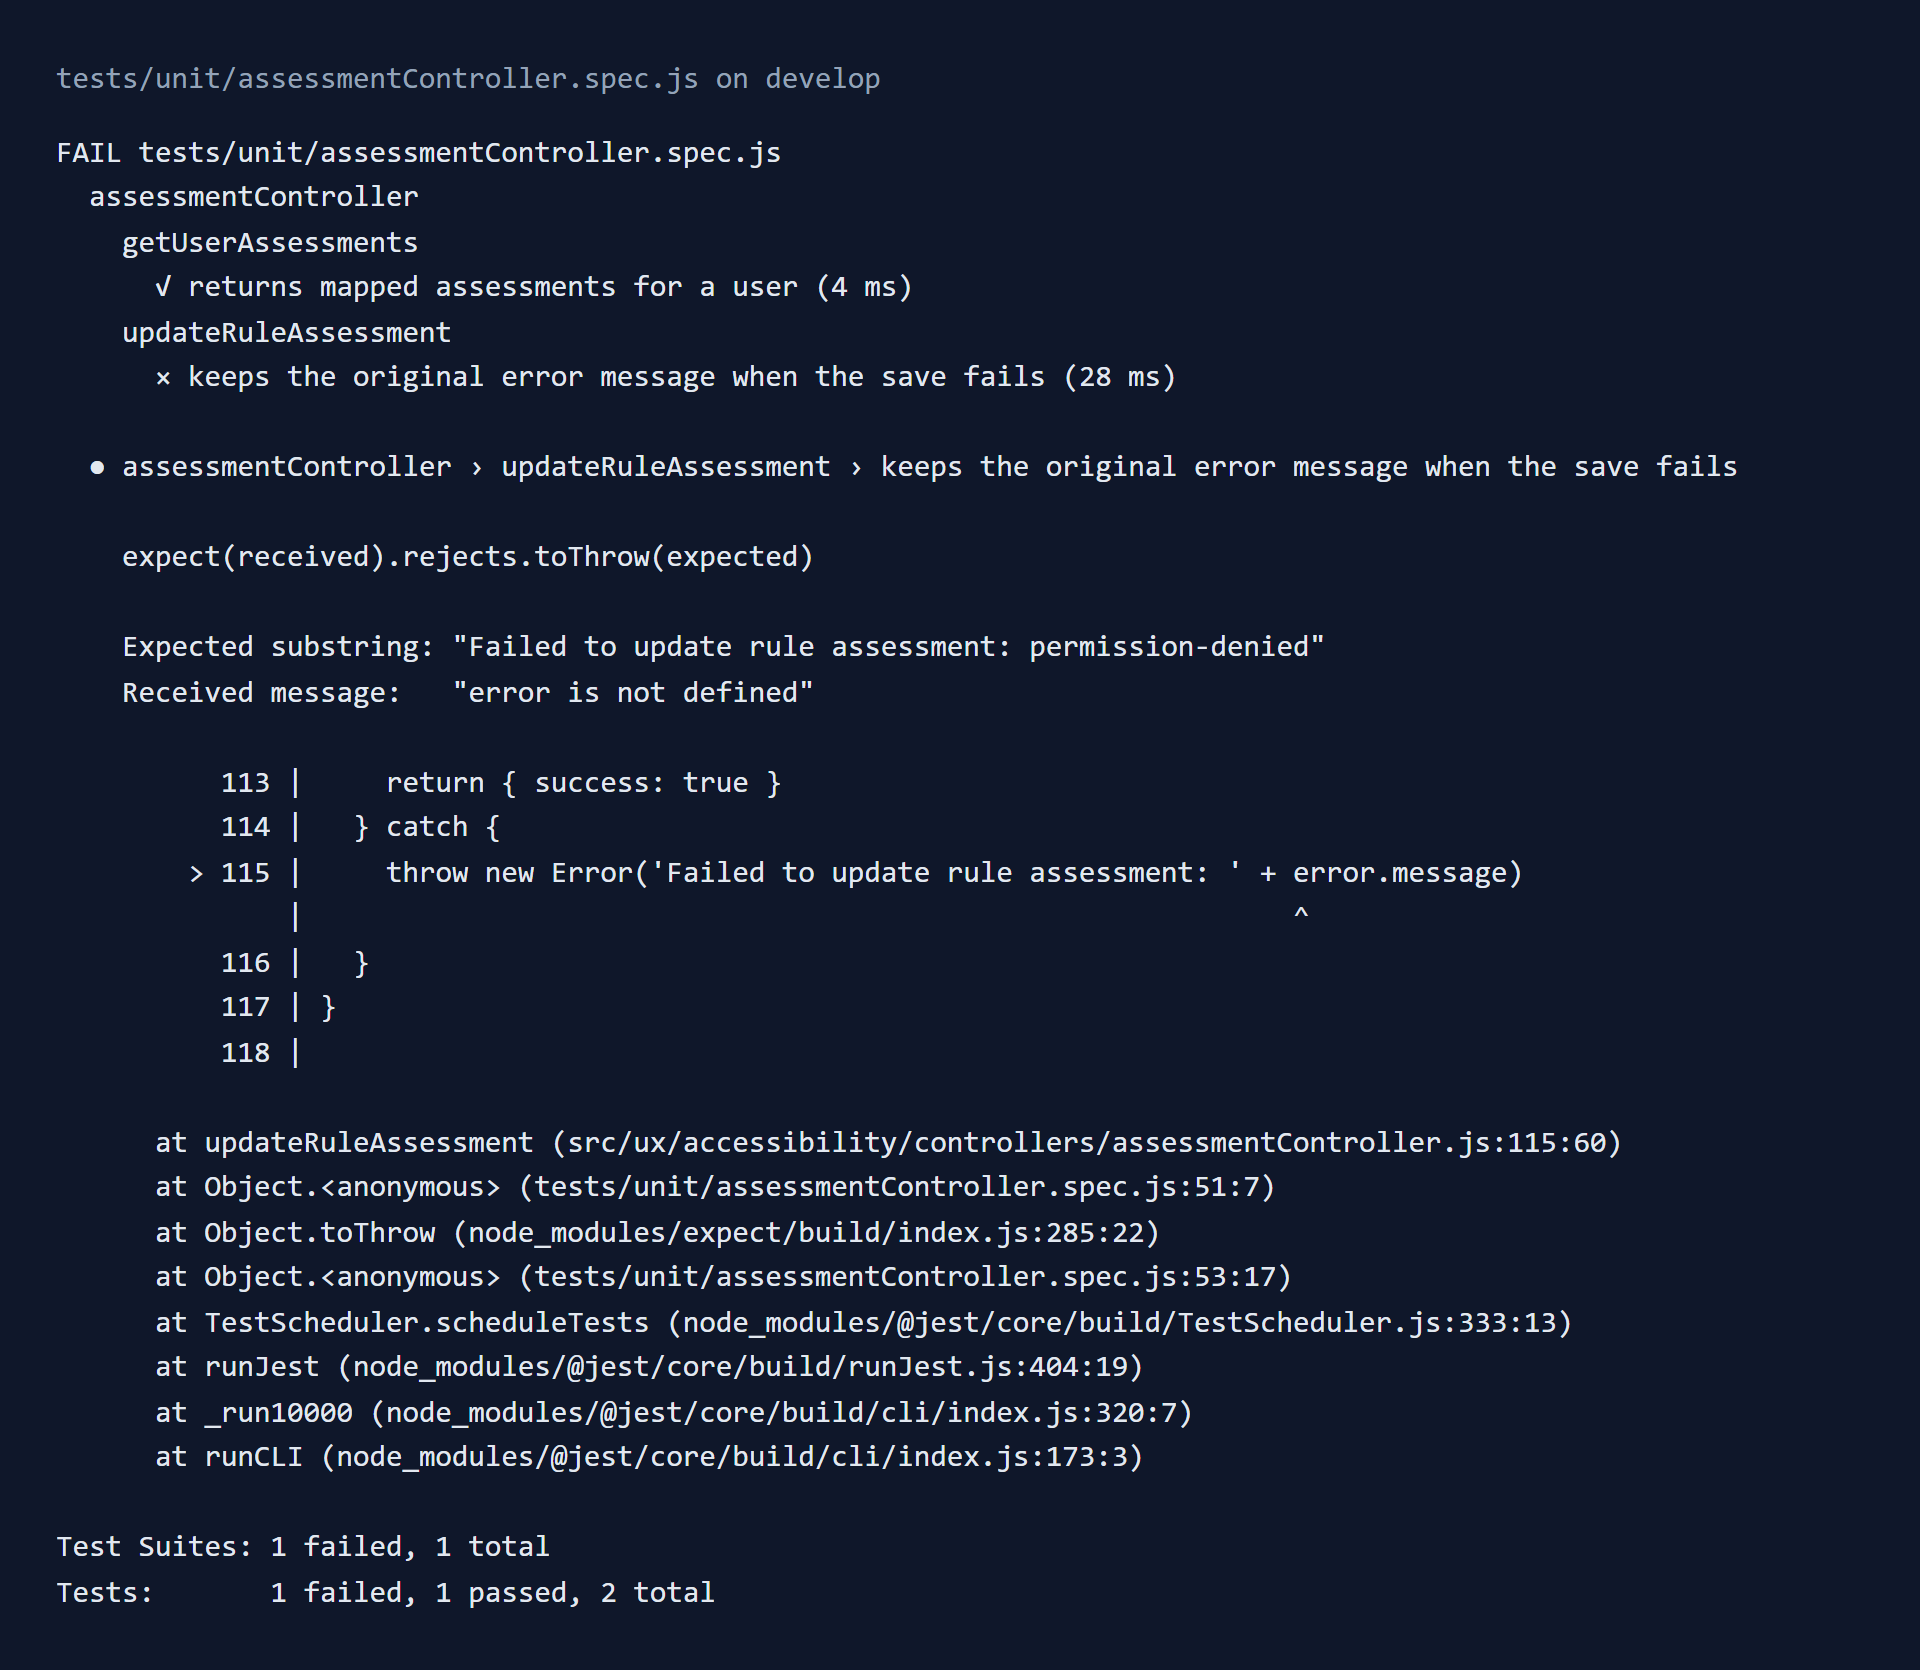 tests/unit/assessmentController.spec.js on develop
FAIL tests/unit/assessmentController.spec.js
  assessmentController
    getUserAssessments
      √ returns mapped assessments for a user (4 ms)
    updateRuleAssessment
      × keeps the original error message when the save fails (28 ms)
  ● assessmentController › updateRuleAssessment › keeps the original error message when the save fails
    expect(received).rejects.toThrow(expected)
    Expected substring: "Failed to update rule assessment: permission-denied"
    Received message:   "error is not defined"
          113 |     return { success: true }
          114 |   } catch {
        > 115 |     throw new Error('Failed to update rule assessment: ' + error.message)
              |                                                            ^
          116 |   }
          117 | }
          118 |
      at updateRuleAssessment (src/ux/accessibility/controllers/assessmentController.js:115:60)
      at Object.<anonymous> (tests/unit/assessmentController.spec.js:51:7)
      at Object.toThrow (node_modules/expect/build/index.js:285:22)
      at Object.<anonymous> (tests/unit/assessmentController.spec.js:53:17)
      at TestScheduler.scheduleTests (node_modules/@jest/core/build/TestScheduler.js:333:13)
      at runJest (node_modules/@jest/core/build/runJest.js:404:19)
      at _run10000 (node_modules/@jest/core/build/cli/index.js:320:7)
      at runCLI (node_modules/@jest/core/build/cli/index.js:173:3)
Test Suites: 1 failed, 1 total
Tests:       1 failed, 1 passed, 2 total